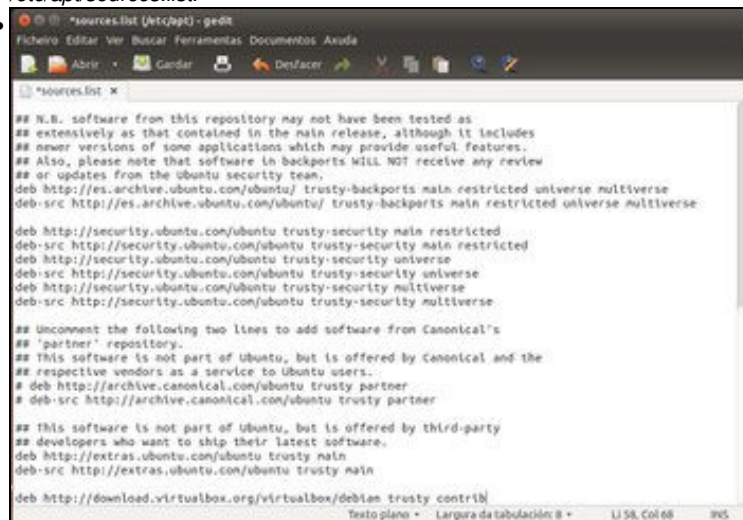 /etc/apt/sources.list.
*sources.list (/etc/apt) - gedit
Ficheiro Editar Ver Buscar Ferramentas Documentos Axuda
Abrir Gardar Desfacer
*sources.list ×
## N.B. software from this repository may not have been tested as
## extensively as that contained in the main release, although it includes
## newer versions of some applications which may provide useful features.
## Also, please note that software in backports WILL NOT receive any review
## or updates from the Ubuntu security team.
deb http://es.archive.ubuntu.com/ubuntu/ trusty-backports main restricted universe multiverse
deb-src http://es.archive.ubuntu.com/ubuntu/ trusty-backports main restricted universe multiverse
deb http://security.ubuntu.com/ubuntu trusty-security main restricted
deb-src http://security.ubuntu.com/ubuntu trusty-security main restricted
deb http://security.ubuntu.com/ubuntu trusty-security universe
deb-src http://security.ubuntu.com/ubuntu trusty-security universe
deb http://security.ubuntu.com/ubuntu trusty-security multiverse
deb-src http://security.ubuntu.com/ubuntu trusty-security multiverse
## Uncomment the following two lines to add software from Canonical's
## 'partner' repository.
## This software is not part of Ubuntu, but is offered by Canonical and the
## respective vendors as a service to Ubuntu users.
# deb http://archive.canonical.com/ubuntu trusty partner
# deb-src http://archive.canonical.com/ubuntu trusty partner
## This software is not part of Ubuntu, but is offered by third-party
## developers who want to ship their latest software.
deb http://extras.ubuntu.com/ubuntu trusty main
deb-src http://extras.ubuntu.com/ubuntu trusty main
deb http://download.virtualbox.org/virtualbox/debian trusty contrib
Texto plano Largura da tabulación: 8 Li 58, Col 68 INS